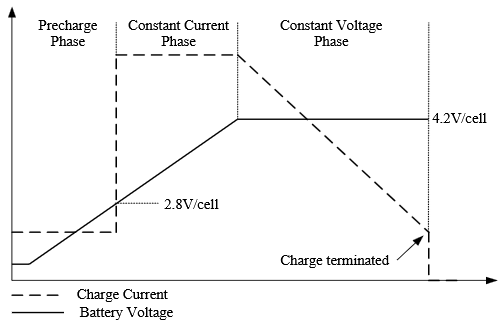 Precharge
Phase
Constant Current
Phase
Constant Voltage
Phase
4.2V/cell
2.8V/cell
Charge terminated
Charge Current
Battery Voltage